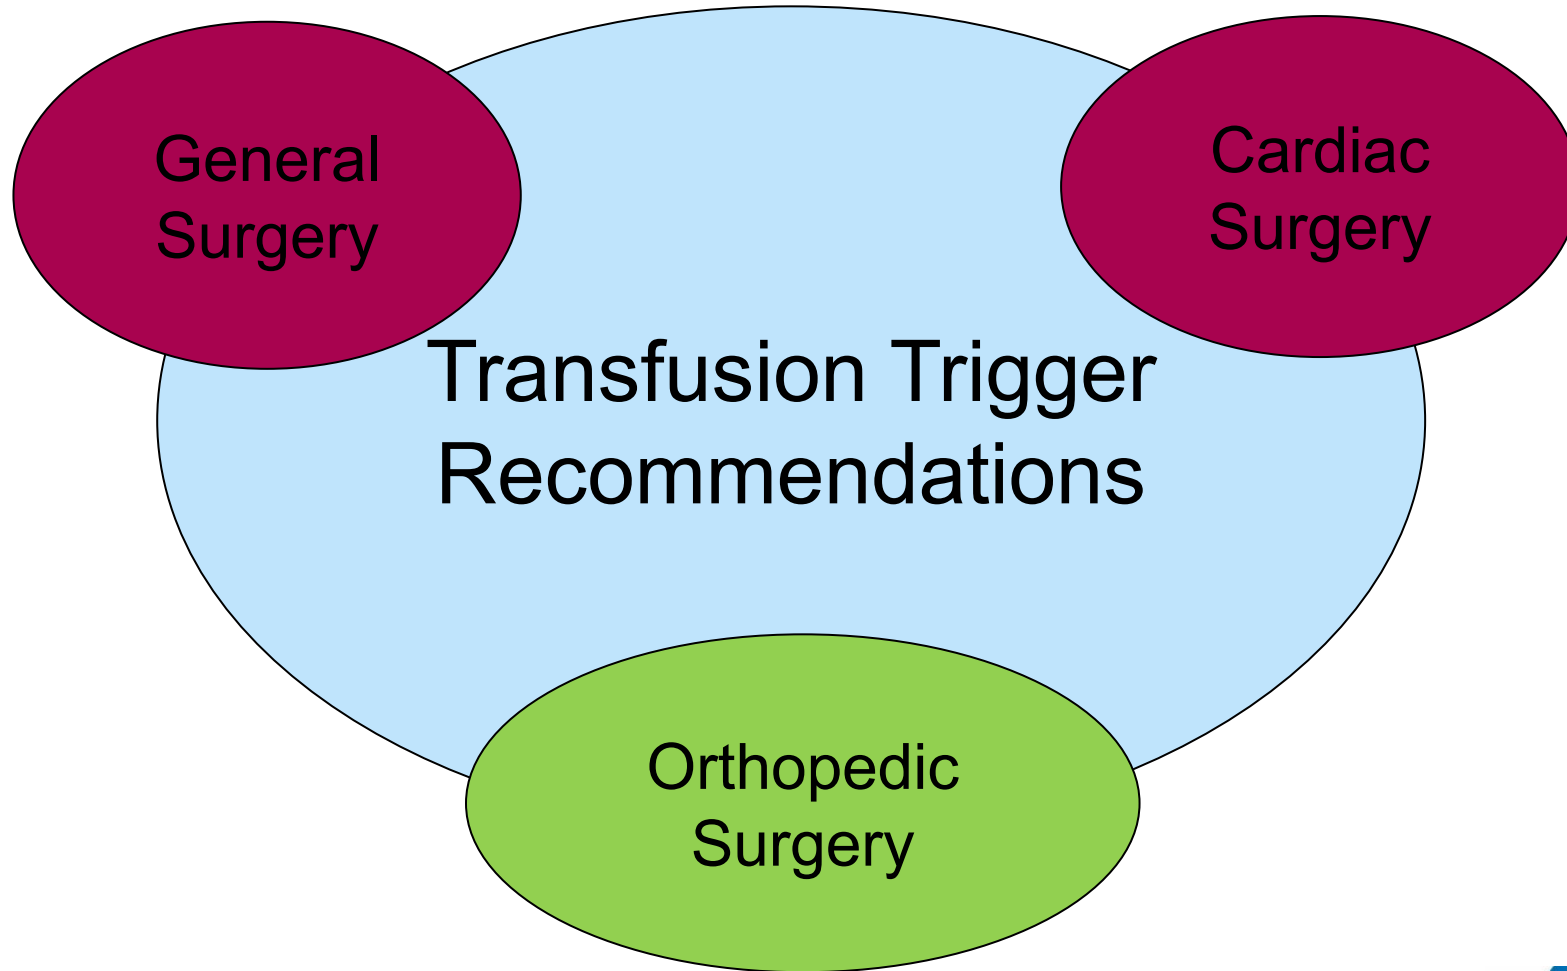 General
Surgery
Cardiac
Surgery
Transfusion Trigger
Recommendations
Orthopedic
Surgery